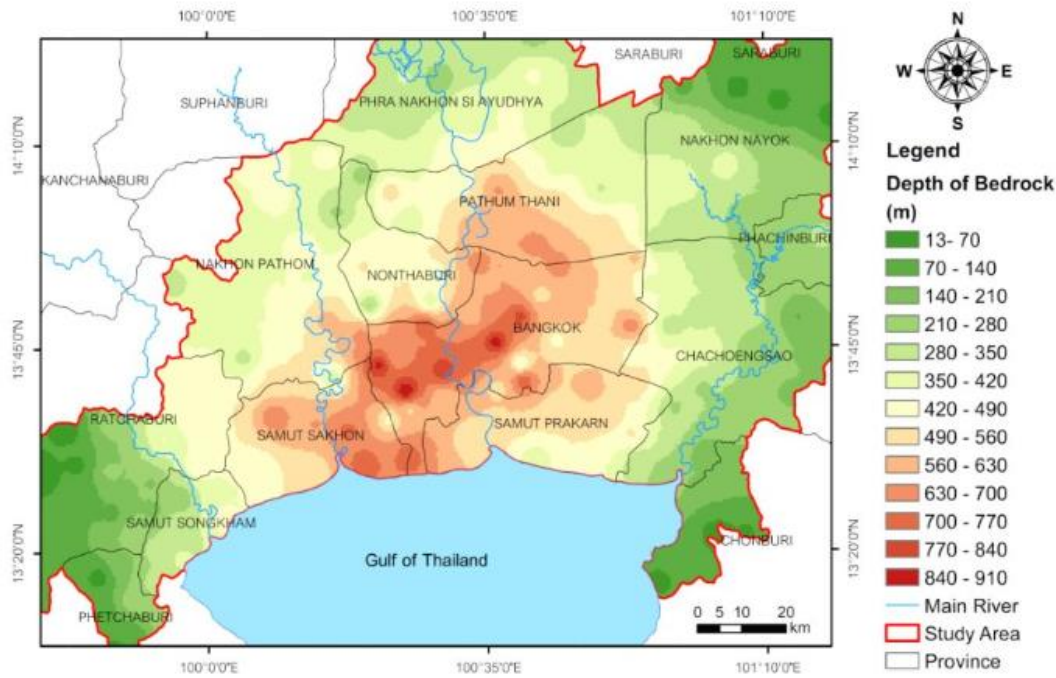 100°0'0"E
100°35'0"E
101°10'0"E
N
W
E
S
SARABURI
SARABURI
SUPHANBURI
PHRA NAKHON SI AYUDHYA
NAKHON NAYOK
14°10'0"N
14°10'0"N
KANCHANABURI
PATHUM THANI
PHACHINBURI
NAKHON PATHOM
NONTHABURI
BANGKOK
13°45'0"N
13°45'0"N
CHACHOENGSAO
RATCHABURI
SAMUT SAKHON
SAMUT PRAKARN
SAMUT SONGKHAM
CHONBURI
13°20'0"N
13°20'0"N
Gulf of Thailand
PHETCHABURI
0 5 10 20
km
100°0'0"E
100°35'0"E
101°10'0"E
Legend
Depth of Bedrock
(m)
13- 70
70 - 140
140 - 210
210 - 280
280 - 350
350 - 420
420 - 490
490 - 560
560 - 630
630 - 700
700 - 770
770 - 840
840 - 910
Main River
Study Area
Province